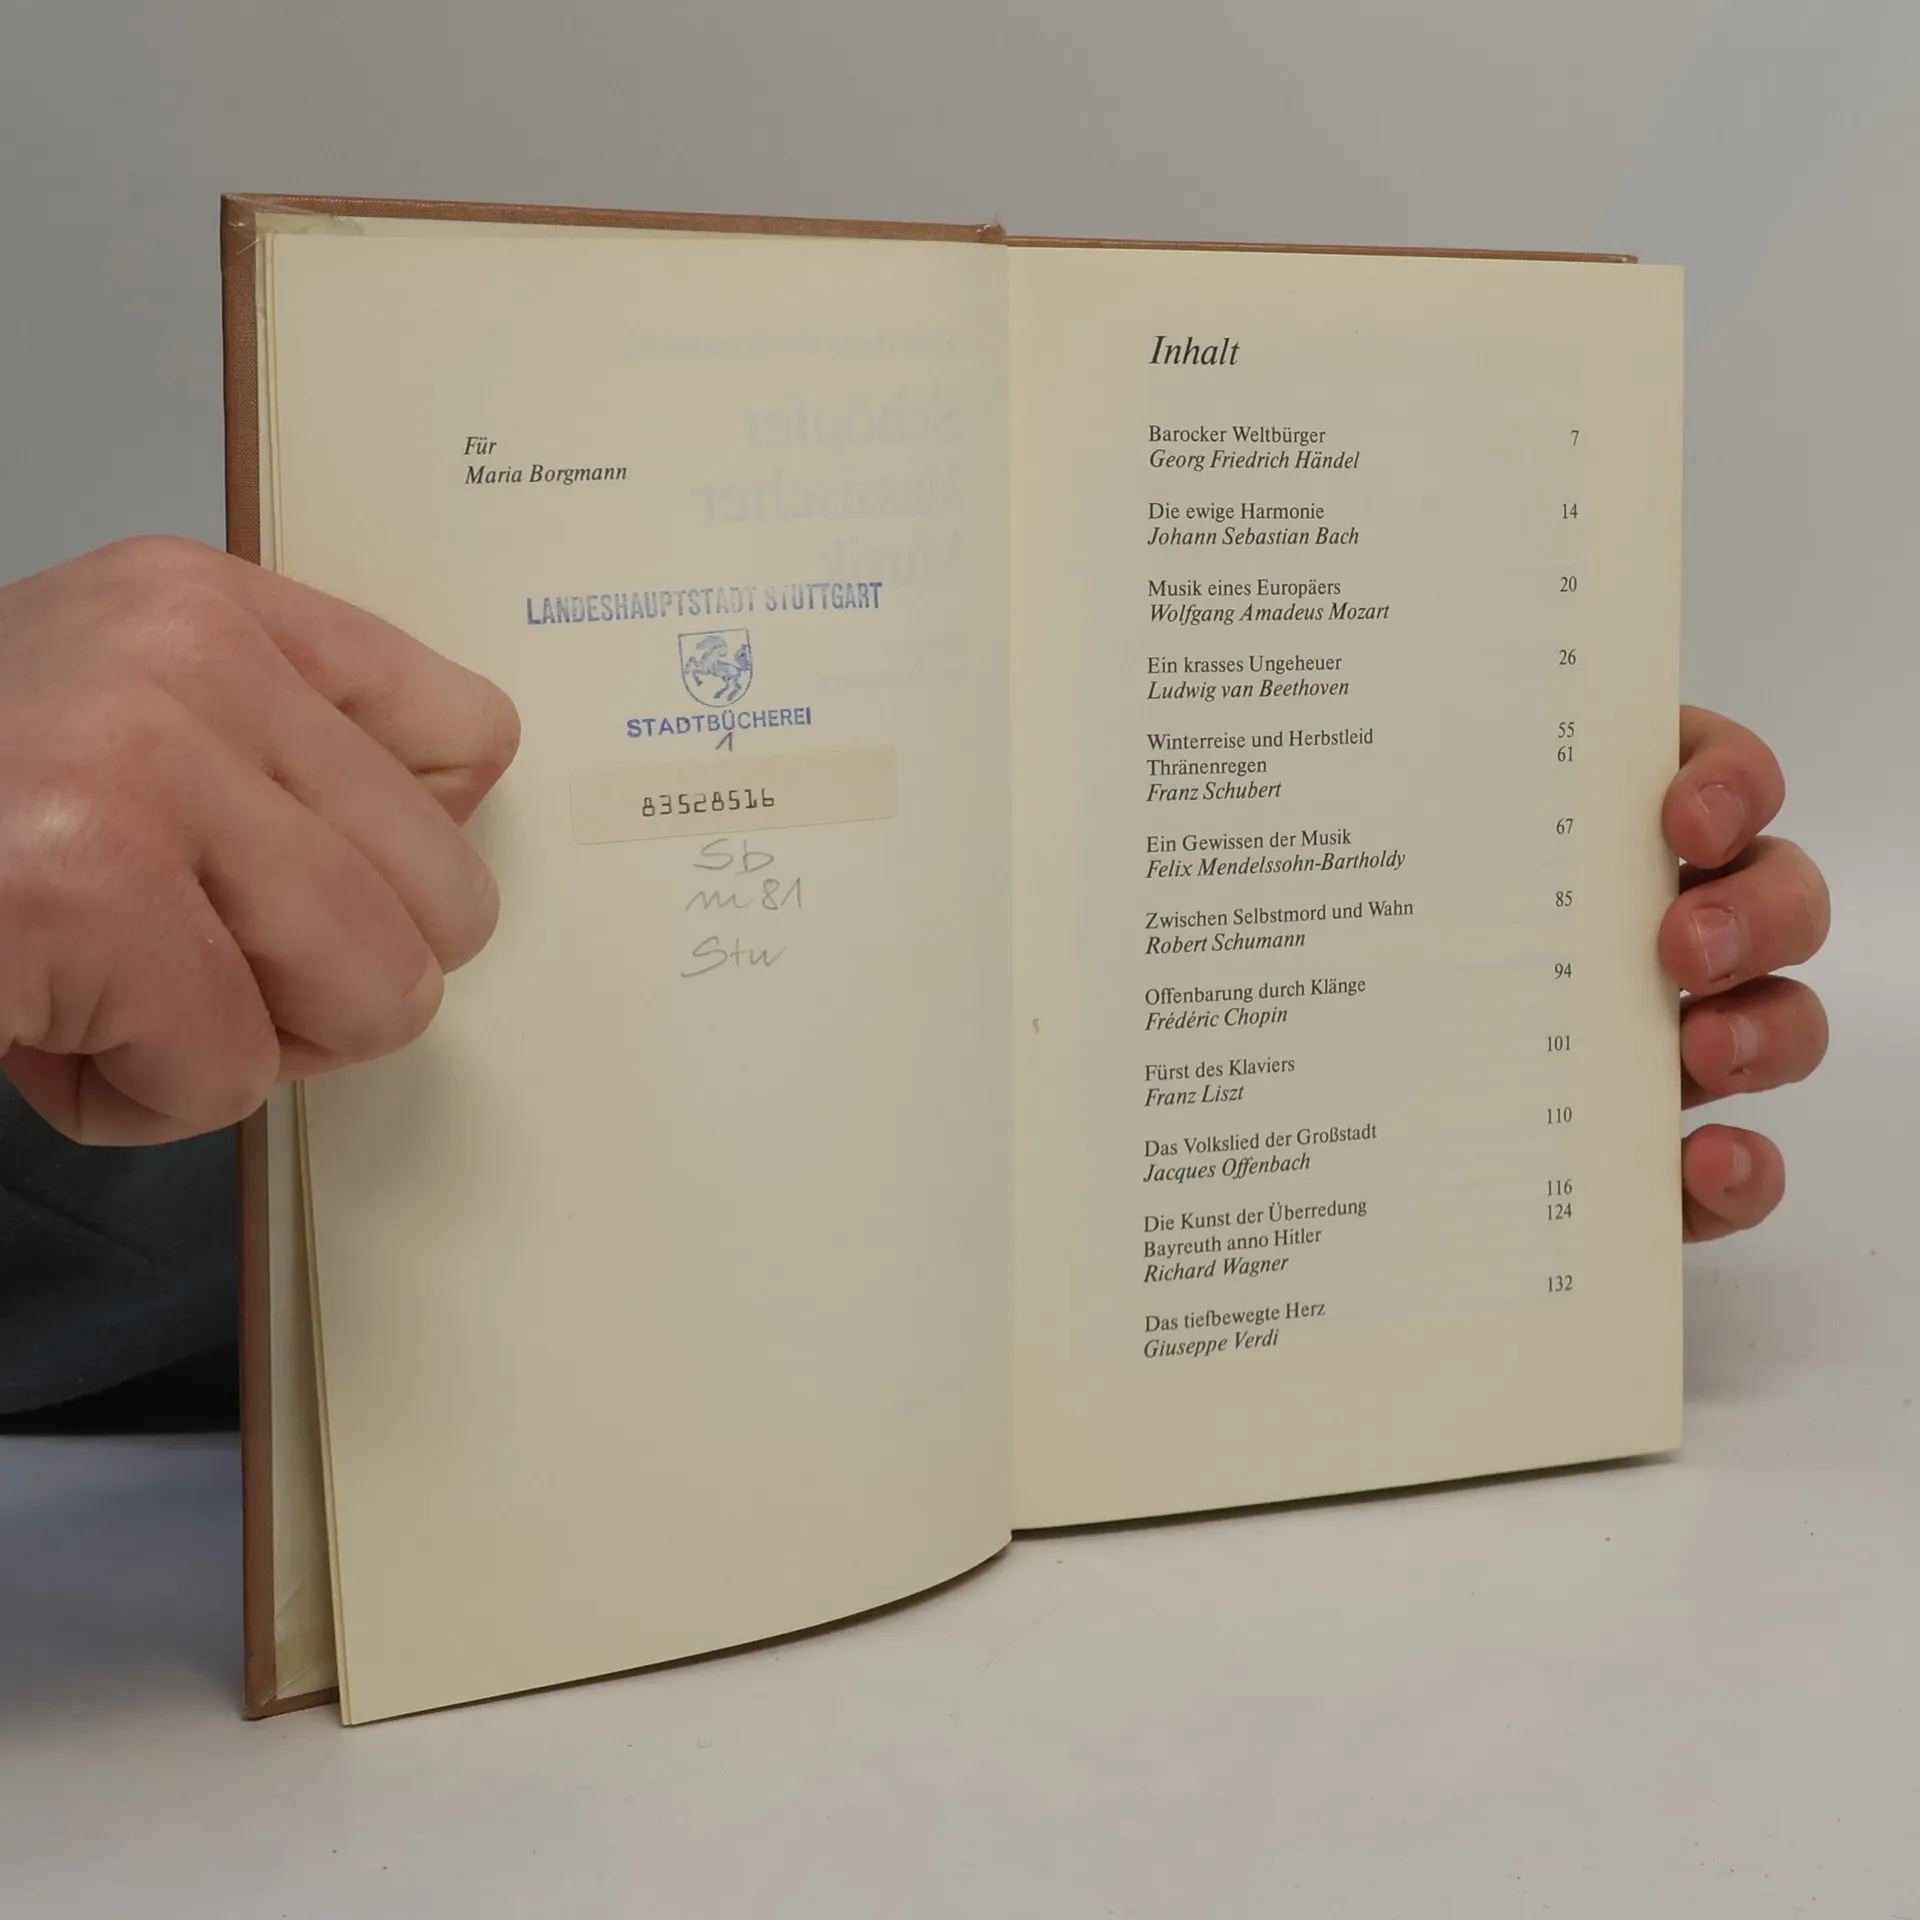 Für
Maria Borgmann
LANDESHAUPTSTADT STUTTGART
STADTBÜCHEREI
1
83528516
Sb
m 81
Stw
Inhalt
Barocker Weltbürger 7
Georg Friedrich Händel
Die ewige Harmonie 14
Johann Sebastian Bach
Musik eines Europäers 20
Wolfgang Amadeus Mozart
Ein krasses Ungeheuer 26
Ludwig van Beethoven
Winterreise und Herbstleid 55
Thränenregen 61
Franz Schubert
Ein Gewissen der Musik 67
Felix Mendelssohn-Bartholdy
Zwischen Selbstmord und Wahn 85
Robert Schumann
Offenbarung durch Klänge 94
Frédéric Chopin
Fürst des Klaviers 101
Franz Liszt
Das Volkslied der Großstadt 110
Jacques Offenbach
Die Kunst der Überredung 116
Bayreuth anno Hitler 124
Richard Wagner
Das tiefbewegte Herz 132
Giuseppe Verdi